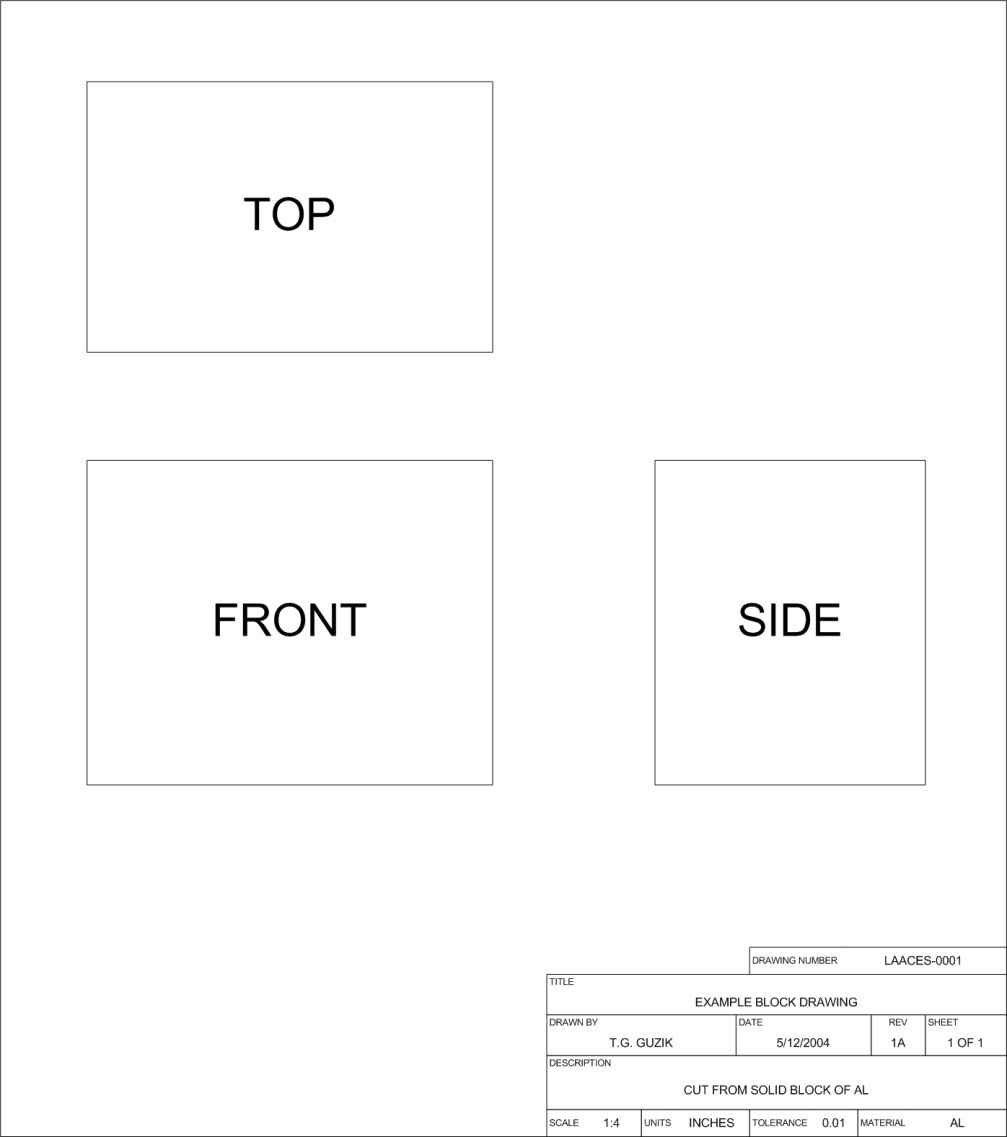 TOP
FRONT
SIDE
DRAWING NUMBER LAACES-0001
TITLE
EXAMPLE BLOCK DRAWING
DRAWN BY DATE REV SHEET
T.G. GUZIK 5/12/2004 1A 1 OF 1
DESCRIPTION
CUT FROM SOLID BLOCK OF AL
SCALE 1:4 UNITS INCHES TOLERANCE 0.01 MATERIAL AL